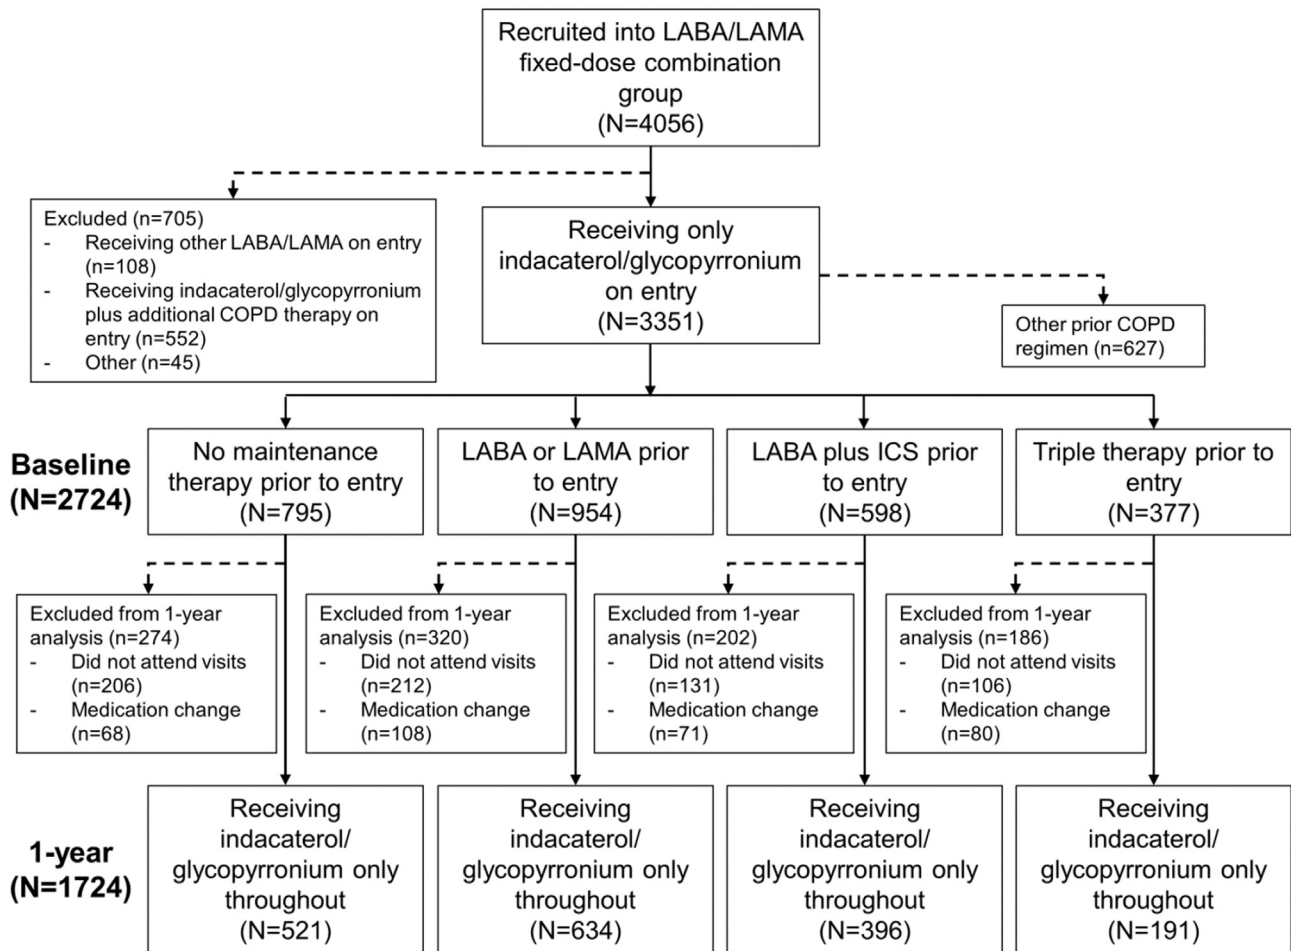 Recruited into LABA/LAMA
fixed-dose combination
group
(N=4056)
Excluded (n=705)
- Receiving other LABA/LAMA on entry
(n=108)
- Receiving indacaterol/glycopyrronium
plus additional COPD therapy on
entry (n=552)
- Other (n=45)
Receiving only
indacaterol/glycopyrronium
on entry
(N=3351)
Other prior COPD
regimen (n=627)
Baseline
(N=2724)
No maintenance
therapy prior to entry
(N=795)
LABA or LAMA prior
to entry
(N=954)
LABA plus ICS prior
to entry
(N=598)
Triple therapy prior to
entry
(N=377)
Excluded from 1-year
analysis (n=274)
- Did not attend visits
(n=206)
- Medication change
(n=68)
Excluded from 1-year
analysis (n=320)
- Did not attend visits
(n=212)
- Medication change
(n=108)
Excluded from 1-year
analysis (n=202)
- Did not attend visits
(n=131)
- Medication change
(n=71)
Excluded from 1-year
analysis (n=186)
- Did not attend visits
(n=106)
- Medication change
(n=80)
1-year
(N=1724)
Receiving
indacaterol/
glycopyrronium only
throughout
(N=521)
Receiving
indacaterol/
glycopyrronium only
throughout
(N=634)
Receiving
indacaterol/
glycopyrronium only
throughout
(N=396)
Receiving
indacaterol/
glycopyrronium only
throughout
(N=191)